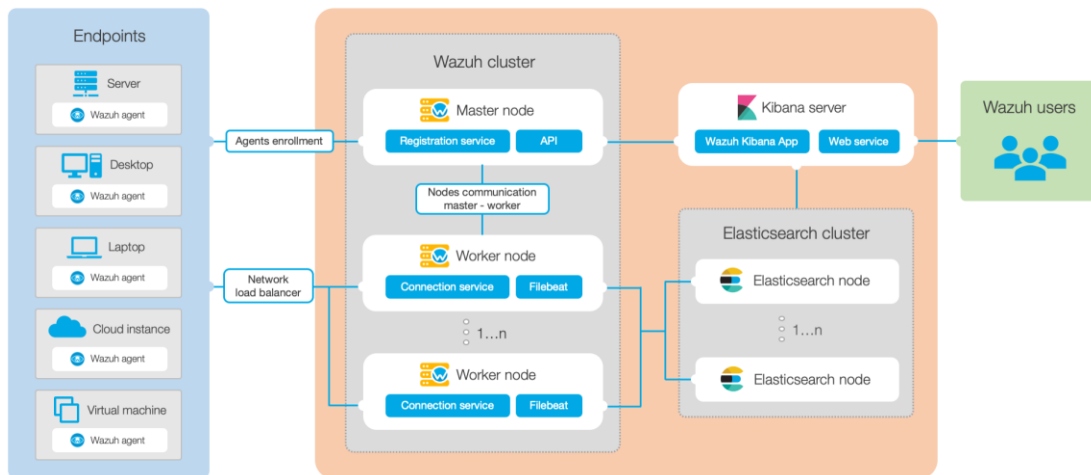 Endpoints
Server
Wazuh agent
Desktop
Wazuh agent
Laptop
Wazuh agent
Cloud instance
Wazuh agent
Virtual machine
Wazuh agent
Agents enrollment
Network
load balancer
Wazuh cluster
Master node
Registration service
API
Nodes communication
master - worker
Worker node
Connection service
Filebeat
1...n
Worker node
Connection service
Filebeat
Kibana server
Wazuh Kibana App
Web service
Elasticsearch cluster
Elasticsearch node
1...n
Elasticsearch node
Wazuh users